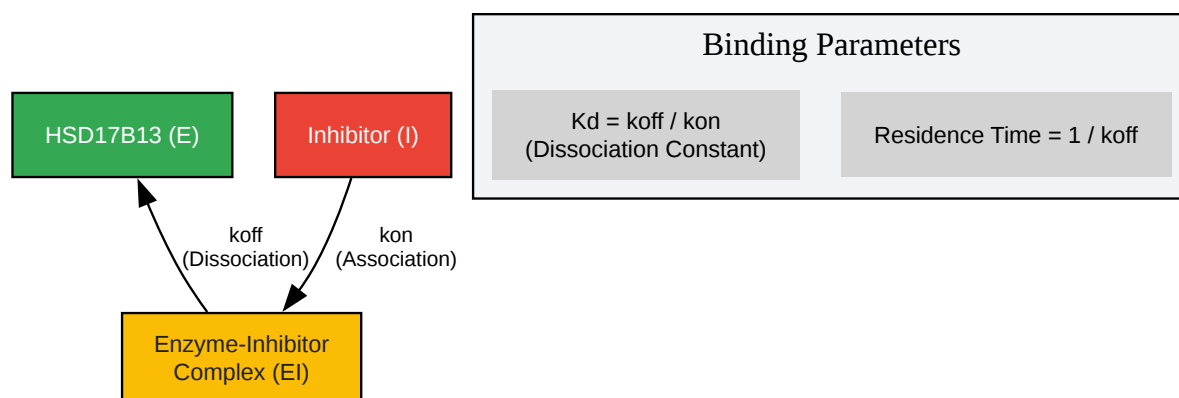 Binding Parameters
HSD17B13 (E)
Inhibitor (I)
Kd = koff / kon
(Dissociation Constant)
Residence Time = 1 / koff
koff
(Dissociation)
kon
(Association)
Enzyme-Inhibitor
Complex (EI)